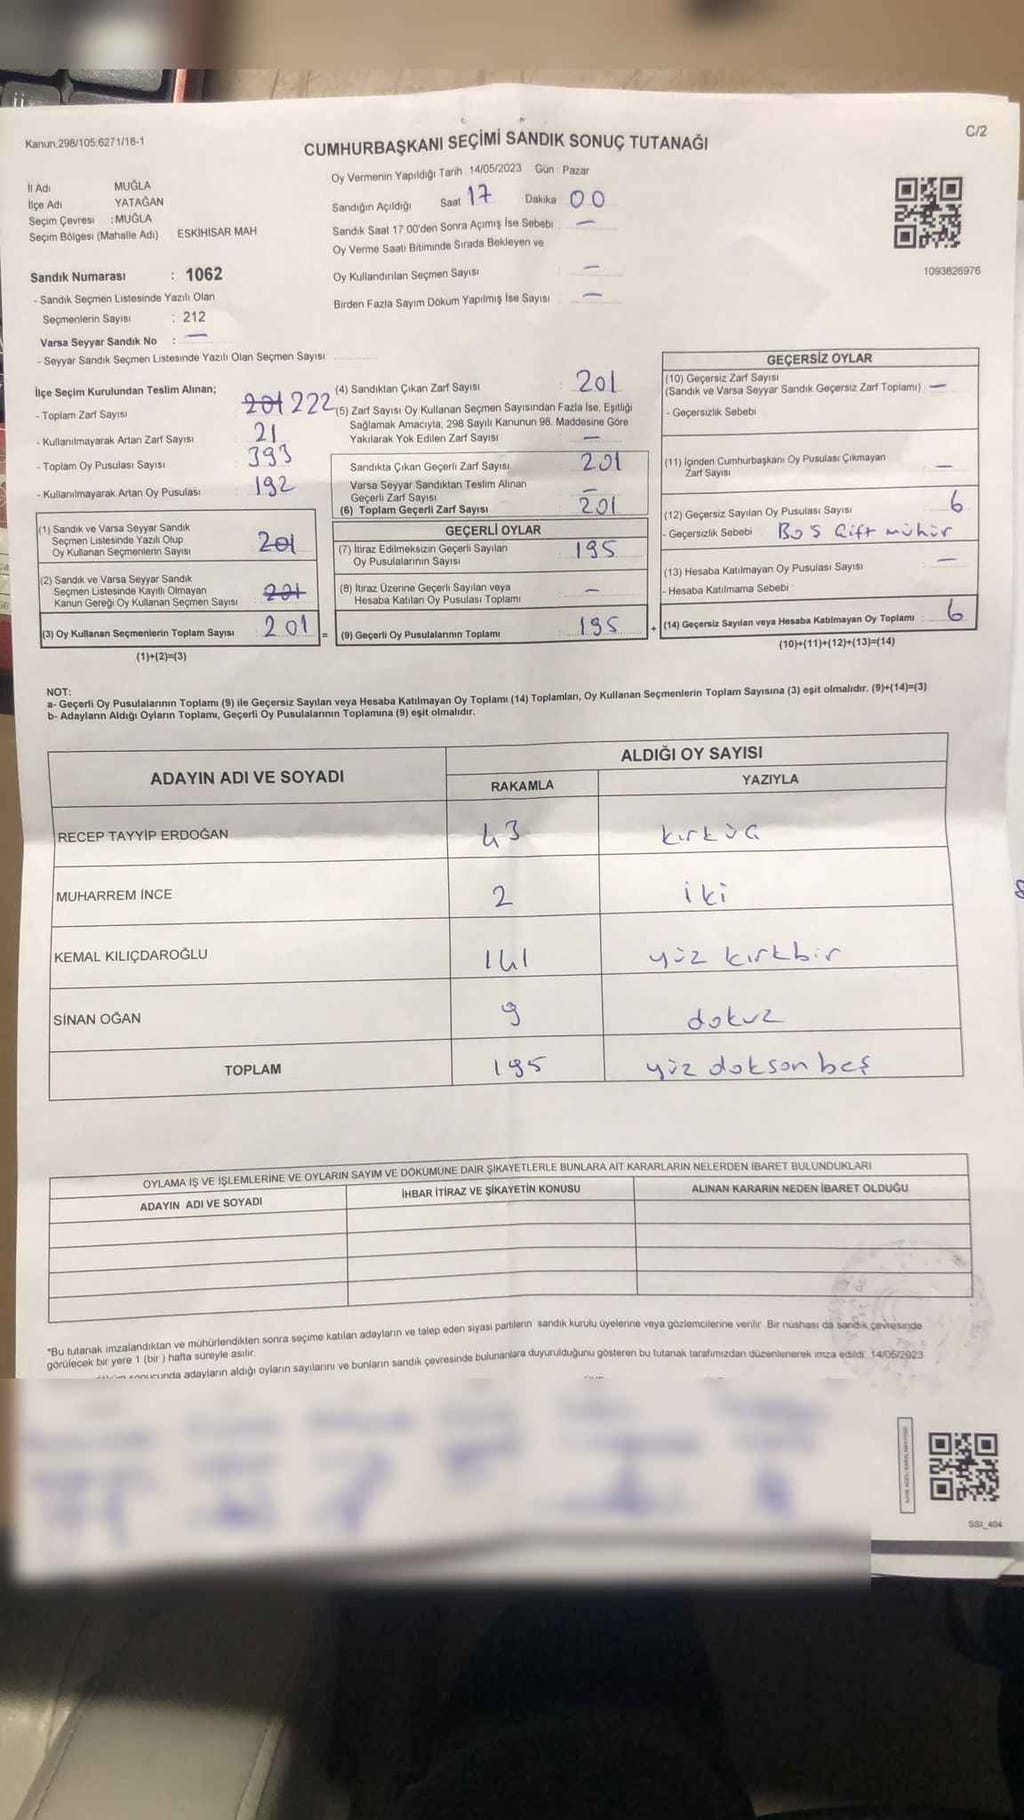 Kanun:298/105;6271/18-1
C/2
CUMHURBAŞKANI SEÇİMİ SANDIK SONUÇ TUTANAĞI
İl Adı MUĞLA
İlçe Adı YATAĞAN
Seçim Çevresi :MUĞLA
Seçim Bölgesi (Mahalle Adı) ESKİHİSAR MAH
Sandık Numarası : 1062
- Sandık Seçmen Listesinde Yazılı Olan
Seçmenlerin Sayısı : 212
Varsa Seyyar Sandık No : —
- Seyyar Sandık Seçmen Listesinde Yazılı Olan Seçmen Sayısı
Oy Vermenin Yapıldığı Tarih : 14/05/2023 Gün : Pazar
Sandığın Açıldığı Saat 17 Dakika 00
Sandık Saat 17:00'den Sonra Açımış İse Sebebi —
Oy Verme Saati Bitiminde Sırada Bekleyen ve
Oy Kullandırılan Seçmen Sayısı —
Birden Fazla Sayım Döküm Yapılmış İse Sayısı —
1093826976
İlçe Seçim Kurulundan Teslim Alınan;
- Toplam Zarf Sayısı 201 222
- Kullanılmayarak Artan Zarf Sayısı 21
- Toplam Oy Pusulası Sayısı 393
- Kullanılmayarak Artan Oy Pusulası 192
(1) Sandık ve Varsa Seyyar Sandık
Seçmen Listesinde Yazılı Olup
Oy Kullanan Seçmenlerin Sayısı 201
(2) Sandık ve Varsa Seyyar Sandık
Seçmen Listesinde Kayıtlı Olmayan
Kanun Gereği Oy Kullanan Seçmen Sayısı 201
(3) Oy Kullanan Seçmenlerin Toplam Sayısı 201 =
(1)+(2)=(3)
(4) Sandıktan Çıkan Zarf Sayısı 201
(5) Zarf Sayısı Oy Kullanan Seçmen Sayısından Fazla İse, Eşitliği
Sağlamak Amacıyla; 298 Sayılı Kanunun 98. Maddesine Göre
Yakılarak Yok Edilen Zarf Sayısı —
Sandıkta Çıkan Geçerli Zarf Sayısı 201
Varsa Seyyar Sandıktan Teslim Alınan
Geçerli Zarf Sayısı —
(6) Toplam Geçerli Zarf Sayısı 201
GEÇERLİ OYLAR
(7) İtiraz Edilmeksizin Geçerli Sayılan
Oy Pusulalarının Sayısı 195
(8) İtiraz Üzerine Geçerli Sayılan veya
Hesaba Katılan Oy Pusulası Toplamı —
(9) Geçerli Oy Pusulalarının Toplamı 195 +
GEÇERSİZ OYLAR
(10) Geçersiz Zarf Sayısı
(Sandık ve Varsa Seyyar Sandık Geçersiz Zarf Toplamı) —
- Geçersizlik Sebebi
(11) İçinden Cumhurbaşkanı Oy Pusulası Çıkmayan
Zarf Sayısı —
(12) Geçersiz Sayılan Oy Pusulası Sayısı 6
- Geçersizlik Sebebi Boş Çift mühür
(13) Hesaba Katılmayan Oy Pusulası Sayısı —
- Hesaba Katılmama Sebebi
(14) Geçersiz Sayılan veya Hesaba Katılmayan Oy Toplamı 6
(10)+(11)+(12)+(13)=(14)
NOT:
a- Geçerli Oy Pusulalarının Toplamı (9) ile Geçersiz Sayılan veya Hesaba Katılmayan Oy Toplamı (14) Toplamları, Oy Kullanan Seçmenlerin Toplam Sayısına (3) eşit olmalıdır. (9)+(14)=(3)
b- Adayların Aldığı Oyların Toplamı, Geçerli Oy Pusulalarının Toplamına (9) eşit olmalıdır.
ADAYIN ADI VE SOYADI
ALDIĞI OY SAYISI
RAKAMLA YAZIYLA
RECEP TAYYİP ERDOĞAN 43 kırküç
MUHARREM İNCE 2 iki
KEMAL KILIÇDAROĞLU 141 yüz kırkbir
SİNAN OĞAN 9 dokuz
TOPLAM 195 yüz doksan beş
OYLAMA İŞ VE İŞLEMLERİNE VE OYLARIN SAYIM VE DÖKÜMÜNE DAİR ŞİKAYETLERLE BUNLARA AİT KARARLARIN NELERDEN İBARET BULUNDUKLARI
ADAYIN ADI VE SOYADI İHBAR İTİRAZ VE ŞİKAYETİN KONUSU ALINAN KARARIN NEDEN İBARET OLDUĞU
*Bu tutanak imzalandıktan ve mühürlendikten sonra seçime katılan adayların ve talep eden siyasi partilerin sandık kurulu üyelerine veya gözlemcilerine verilir. Bir nüshası da sandık çevresinde
görülecek bir yere 1 (bir ) hafta süreyle asılır.
sonucunda adayların aldığı oyların sayılarını ve bunların sandık çevresinde bulunanlara duyurulduğunu gösteren bu tutanak tarafımızdan düzenlenerek imza edildi. 14/05/2023
SSI_404